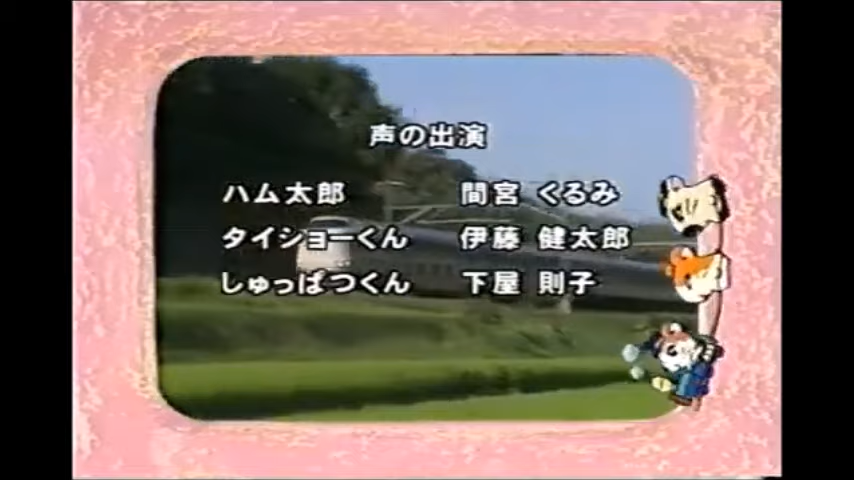 声の出演
ハム太郎 間宮 くるみ
タイショーくん 伊藤 健太郎
しゅっぱつくん 下屋 則子